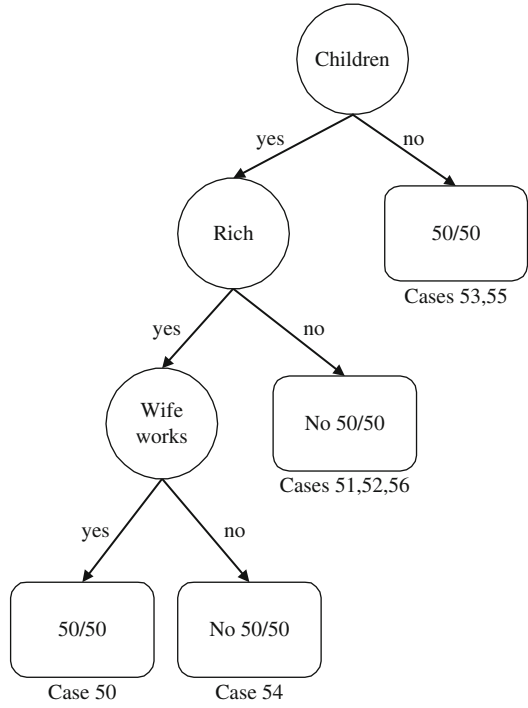 Children
yes
no
Rich
50/50
Cases 53,55
yes
no
Wife
works
No 50/50
Cases 51,52,56
yes
no
50/50
No 50/50
Case 50
Case 54